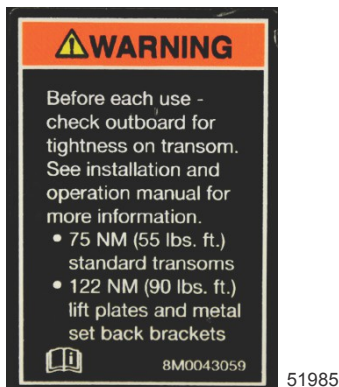 WARNING
Before each use -
check outboard for
tightness on transom.
See installation and
operation manual for
more information.
• 75 NM (55 lbs. ft.)
standard transoms
• 122 NM (90 lbs. ft.)
lift plates and metal
set back brackets
8M0043059
51985